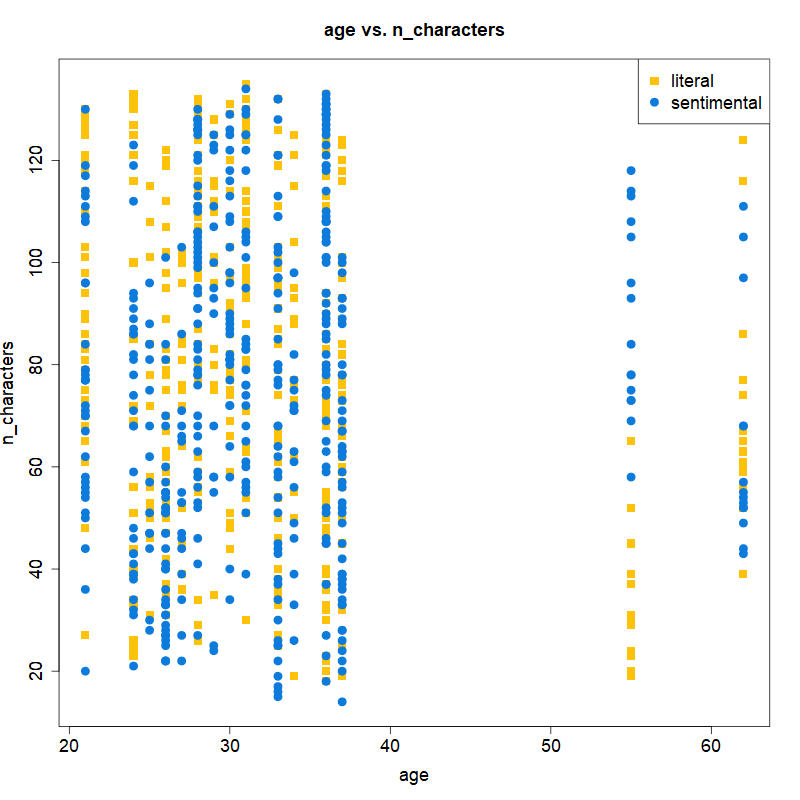 age vs. n_characters
literal
sentimental
n_characters
120
100
80
60
40
20
20 30 40 50 60
age